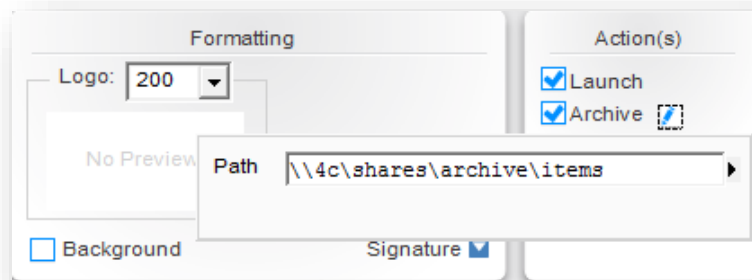 Formatting
Action(s)
Logo: 200
Launch
Archive
No Preview
Path \\4c\shares\archive\items
Background
Signature